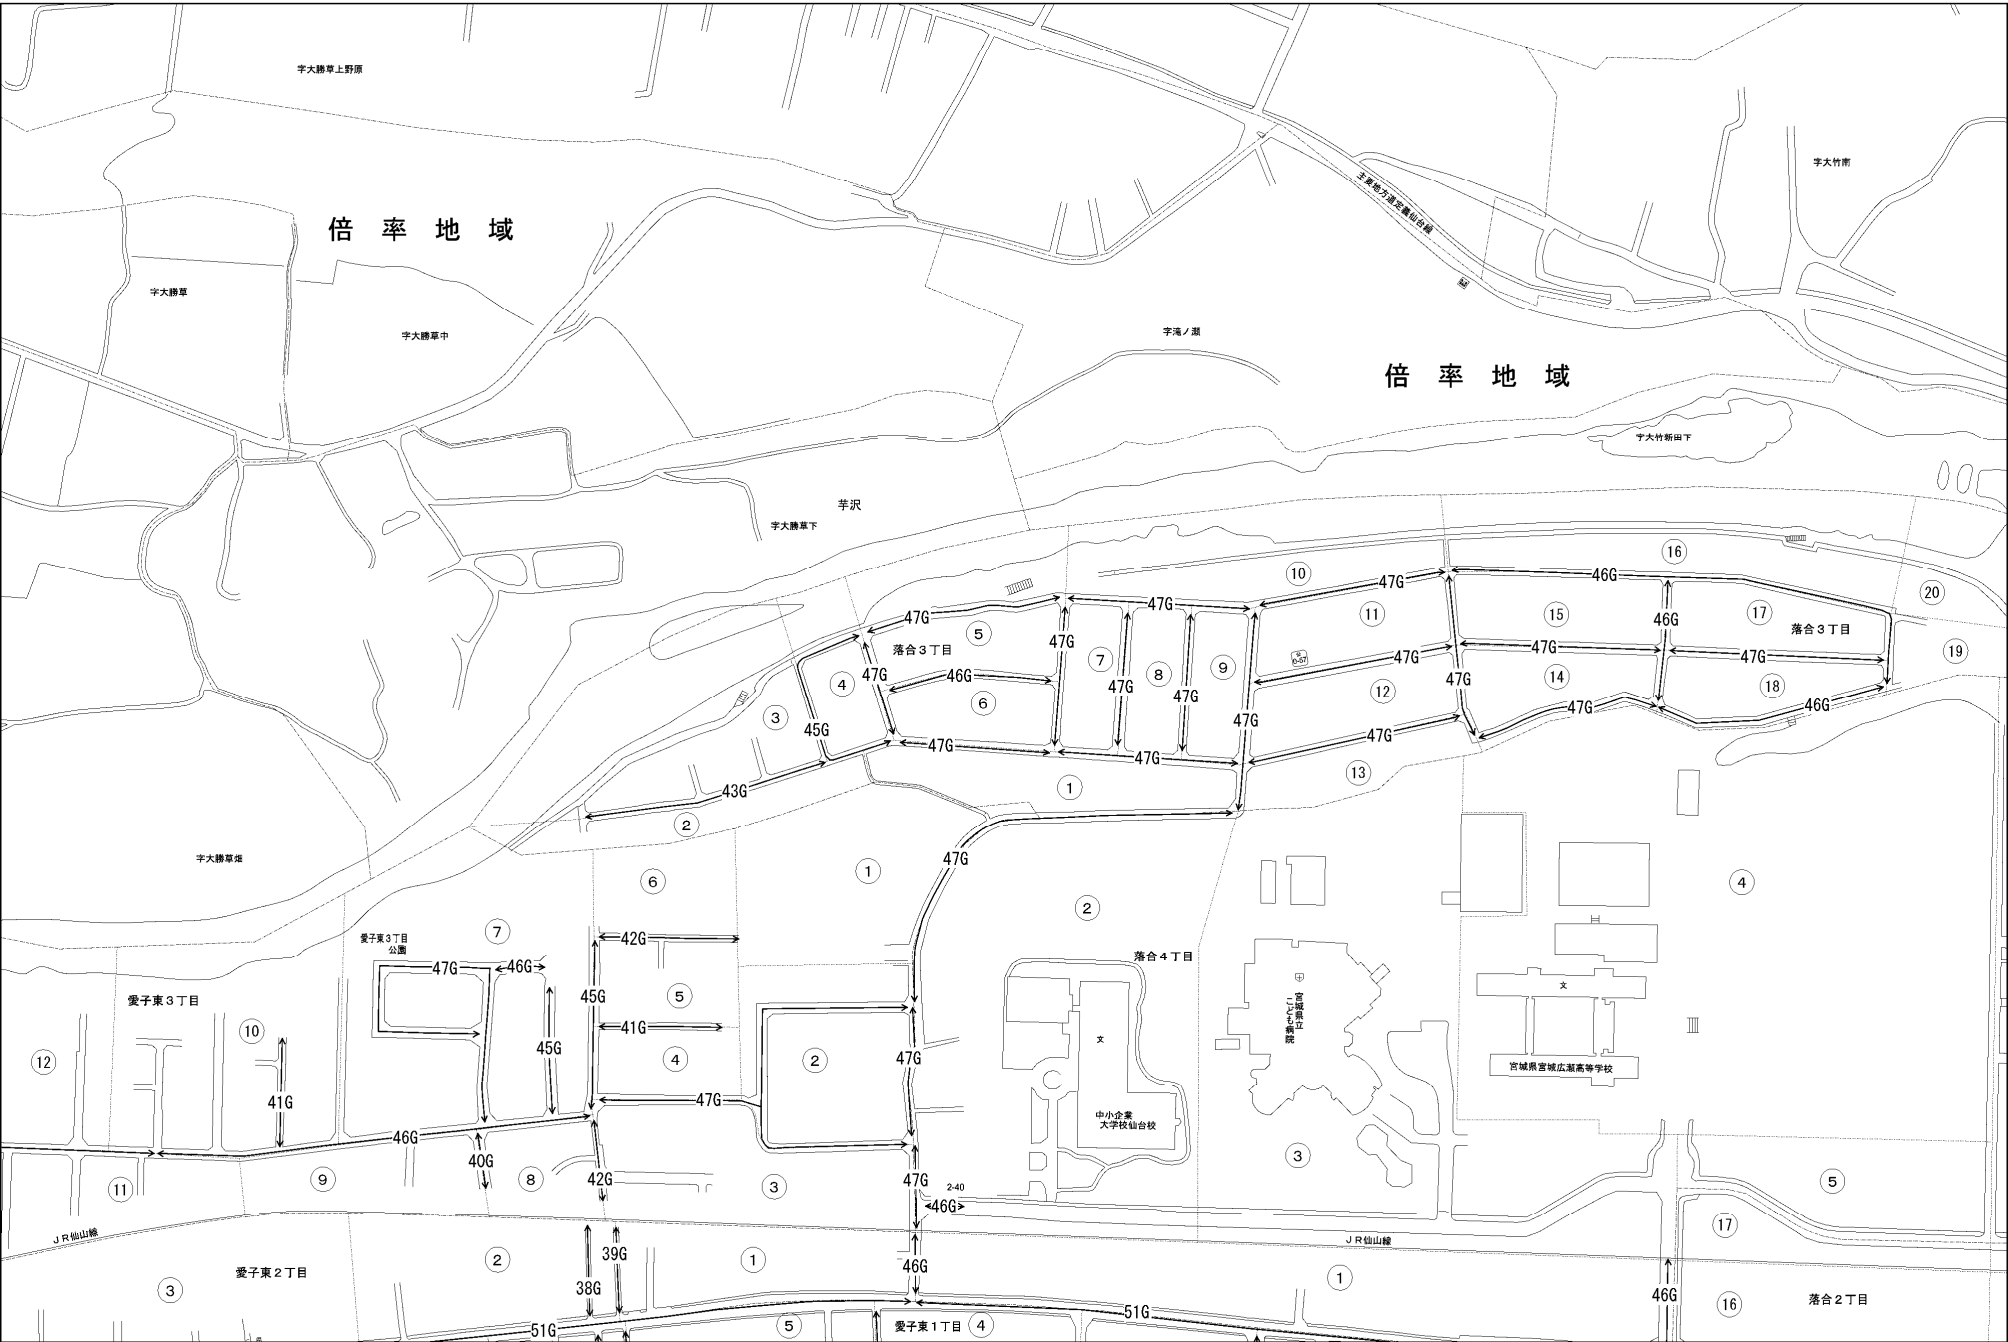 字大勝草上野原
字大竹南
主要地方道定義仙台線
倍率地域
字大勝草
字大勝草中
字滝ノ瀬
倍率地域
字大竹新田下
芋沢
字大勝草下
16
10
47G
46G
20
11
15
17
47G
47G
5
47G
46G
落合3丁目
落合3丁目
47G
7
8
9
0-07
47G
47G
47G
19
4
47G
46G
6
47G
47G
12
47G
14
18
3
45G
47G
47G
46G
47G
47G
47G
13
43G
1
2
字大勝草畑
47G
1
6
2
4
7
愛子東3丁目
公園
42G
落合4丁目
47G
46G
愛子東3丁目
45G
5
宮城県立
こども病院
文
10
41G
12
45G
4
47G
2
文
宮城県宮城広瀬高等学校
41G
47G
中小企業
大学校仙台校
46G
40G
3
11
9
8
42G
3
47G
2-40
46G
5
JR仙山線
17
JR仙山線
2
39G
1
46G
愛子東2丁目
3
38G
1
46G
16
落合2丁目
51G
51G
5
愛子東1丁目
4